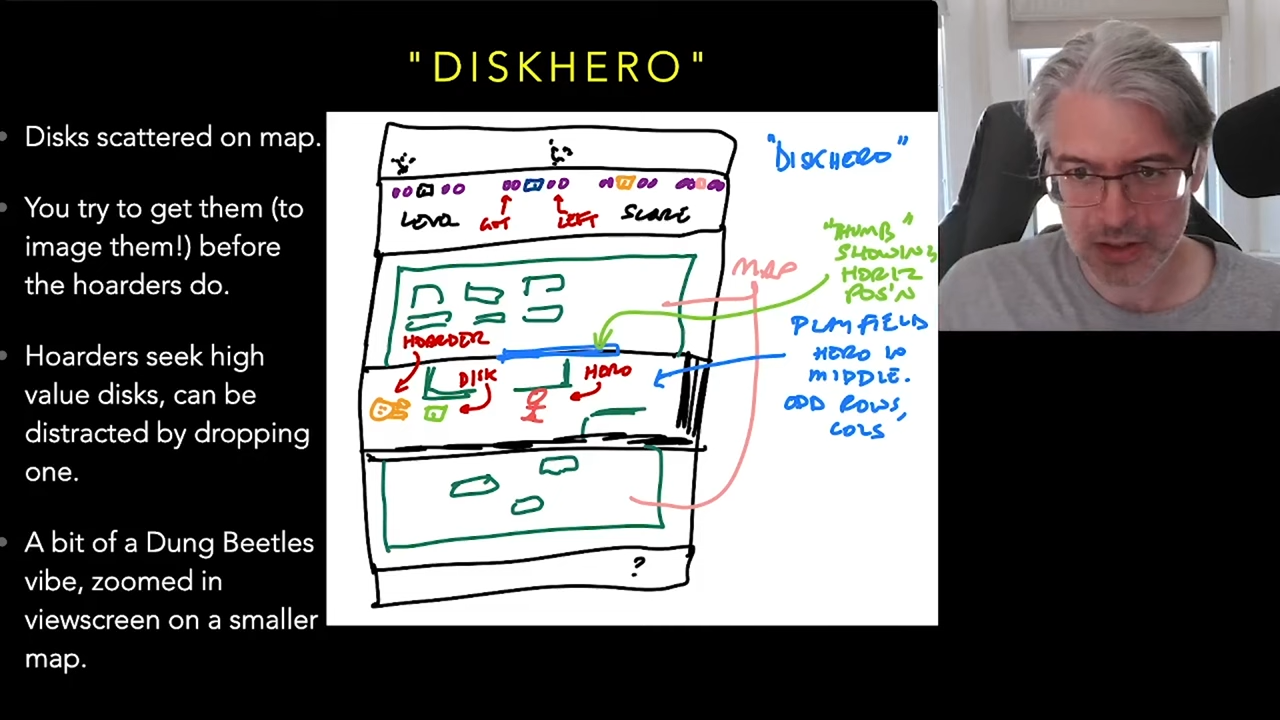 "DISKHERO"
Disks scattered on map.
You try to get them (to
image them!) before
the hoarders do.
Hoarders seek high
value disks, can be
distracted by dropping
one.
A bit of a Dung Beetles
vibe, zoomed in
viewscreen on a smaller
map.
"DISCHERO"
LEVEL
GOT
LEFT
SCORE
"THUMB"
SHOWING
HORIZ
POS'N
MAP
PLAYFIELD
HERO IN
MIDDLE.
ODD ROWS,
COLS
HOARDER
DISK
HERO
?